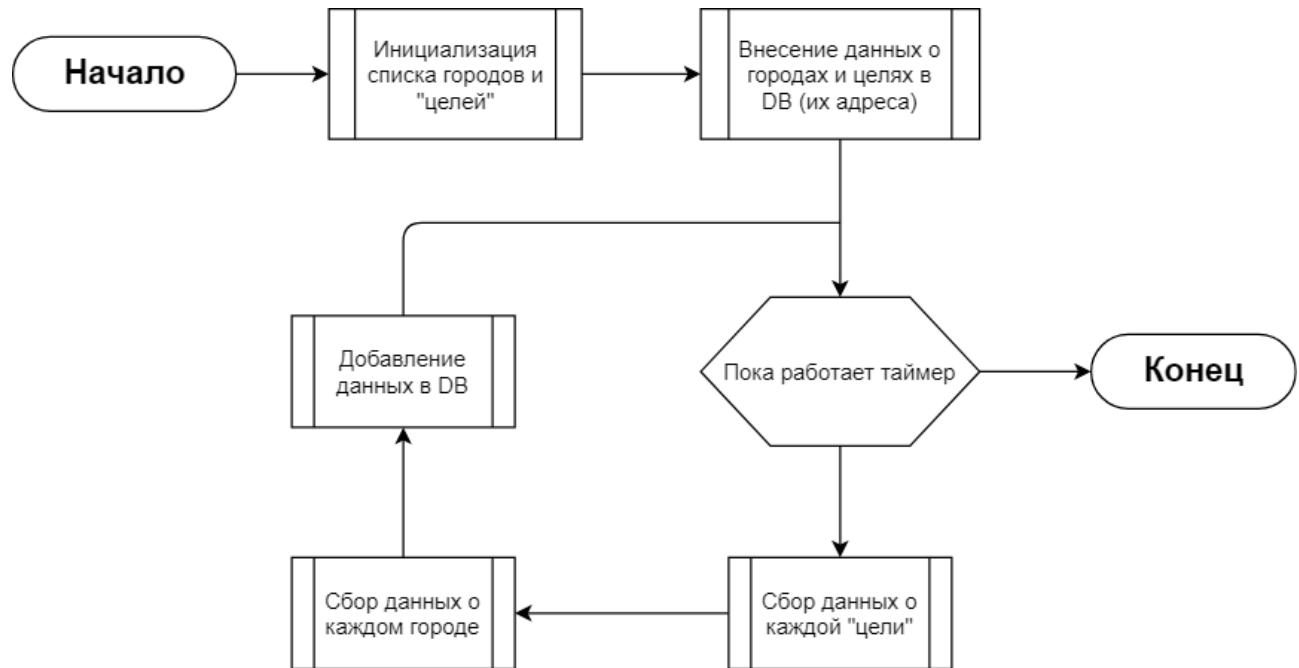 Начало
Инициализация
списка городов и
"целей"
Внесение данных о
городах и целях в
DB (их адреса)
Пока работает таймер
Конец
Сбор данных о
каждой "цели"
Сбор данных о
каждом городе
Добавление
данных в DB